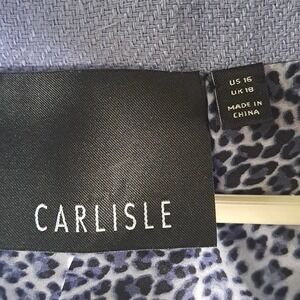 US 16
UK 18
MADE IN
CHINA
CARLISLE